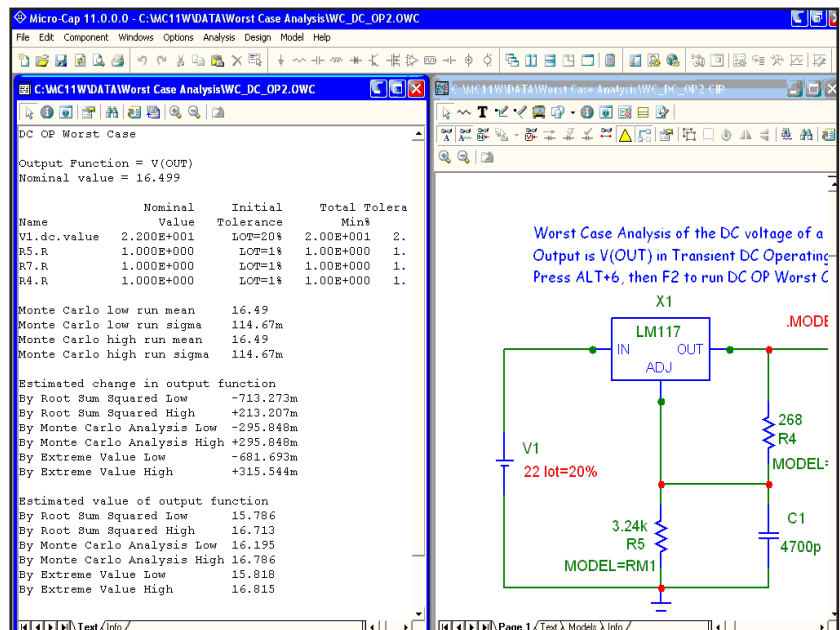 Micro-Cap 11.0.0.0 - C:\MC11W\DATA\Worst Case Analysis\WC_DC_OP2.OWC
File Edit Component Windows Options Analysis Design Model Help
C:\MC11W\DATA\Worst Case Analysis\WC_DC_OP2.OWC
DC OP Worst Case
Output Function = V(OUT)
Nominal value = 16.499
Nominal Initial Total Tolera
Name Value Tolerance Min%
V1.dc.value 2.200E+001 LOT=20% 2.00E+001 2.
R5.R 1.000E+000 LOT=1% 1.00E+000 1.
R7.R 1.000E+000 LOT=1% 1.00E+000 1.
R4.R 1.000E+000 LOT=1% 1.00E+000 1.
Monte Carlo low run mean 16.49
Monte Carlo low run sigma 114.67m
Monte Carlo high run mean 16.49
Monte Carlo high run sigma 114.67m
Estimated change in output function
By Root Sum Squared Low -713.273m
By Root Sum Squared High +213.207m
By Monte Carlo Analysis Low -295.848m
By Monte Carlo Analysis High +295.848m
By Extreme Value Low -681.693m
By Extreme Value High +315.544m
Estimated value of output function
By Root Sum Squared Low 15.786
By Root Sum Squared High 16.713
By Monte Carlo Analysis Low 16.195
By Monte Carlo Analysis High 16.786
By Extreme Value Low 15.818
By Extreme Value High 16.815
Text Info
C:\MC11W\DATA\Worst Case Analysis\WC_DC_OP2.CIR
Worst Case Analysis of the DC voltage of a
Output is V(OUT) in Transient DC Operating
Press ALT+6, then F2 to run DC OP Worst C
X1
.MODE
LM117
IN OUT
ADJ
268
R4
MODEL=
V1
22 lot=20%
3.24k
R5
MODEL=RM1
C1
4700p
Page 1 Text Models Info